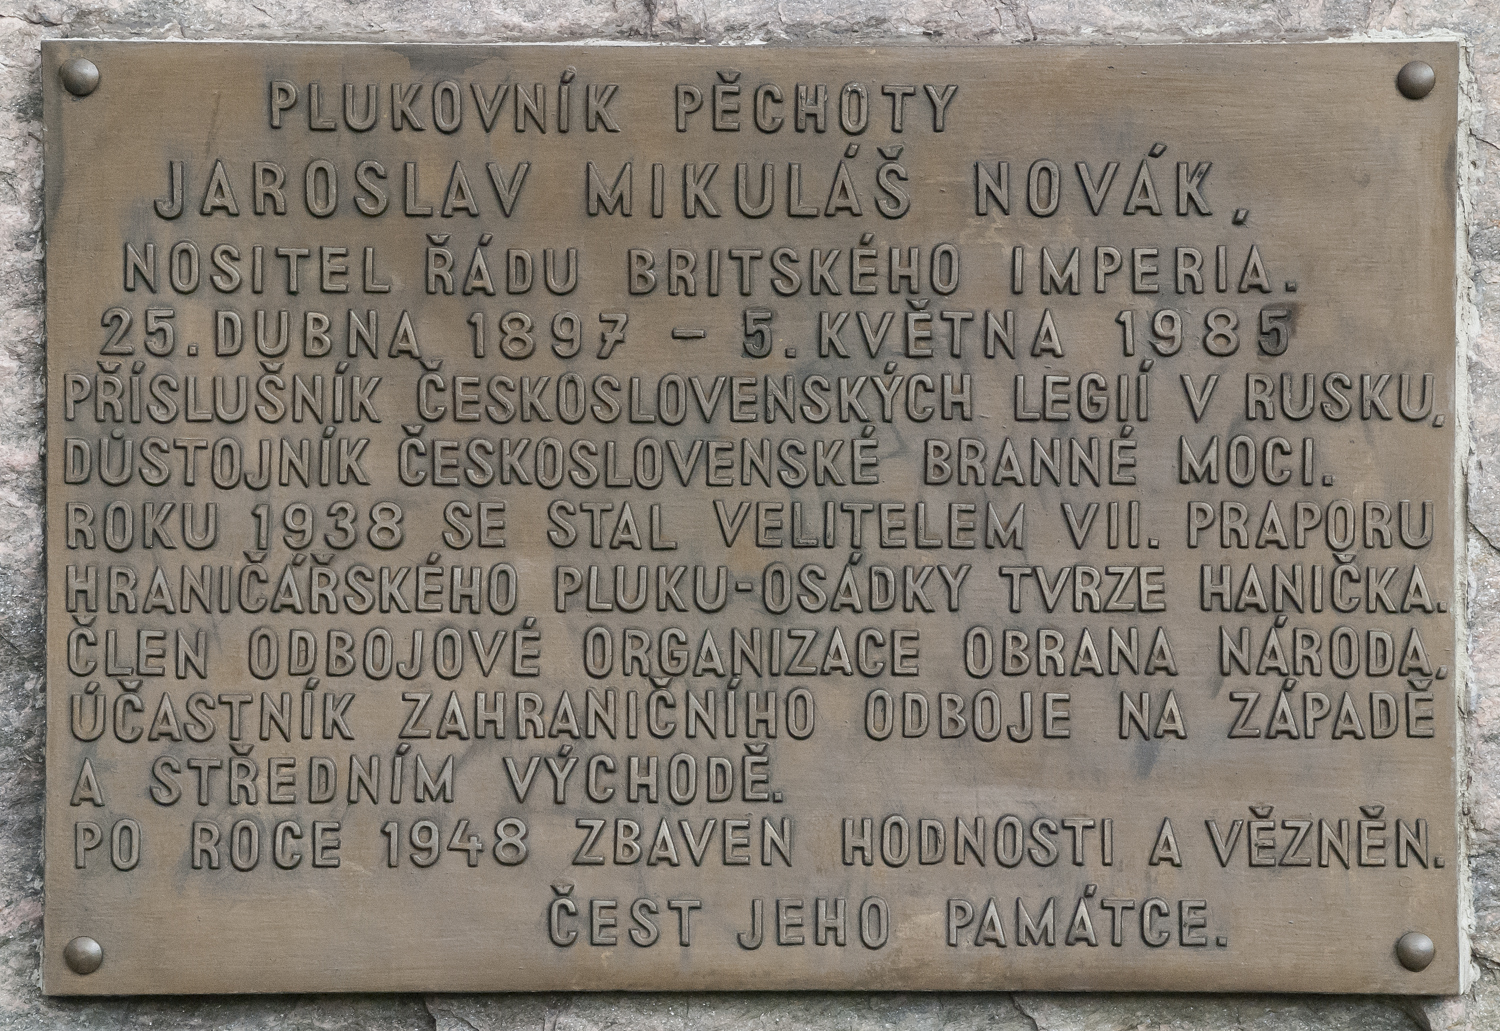 PLUKOVNÍK PĚCHOTY
JAROSLAV MIKULÁŠ NOVÁK,
NOSITEL ŘÁDU BRITSKÉHO IMPERIA.
25. DUBNA 1897 - 5. KVĚTNA 1985
PŘÍSLUŠNÍK ČESKOSLOVENSKÝCH LEGIÍ V RUSKU,
DŮSTOJNÍK ČESKOSLOVENSKÉ BRANNÉ MOCI.
ROKU 1938 SE STAL VELITELEM VII. PRAPORU
HRANIČÁŘSKÉHO PLUKU-OSÁDKY TVRZE HANIČKA.
ČLEN ODBOJOVÉ ORGANIZACE OBRANA NÁRODA,
ÚČASTNÍK ZAHRANIČNÍHO ODBOJE NA ZÁPADĚ
A STŘEDNÍM VÝCHODĚ.
PO ROCE 1948 ZBAVEN HODNOSTI A VĚZNĚN.
ČEST JEHO PAMÁTCE.